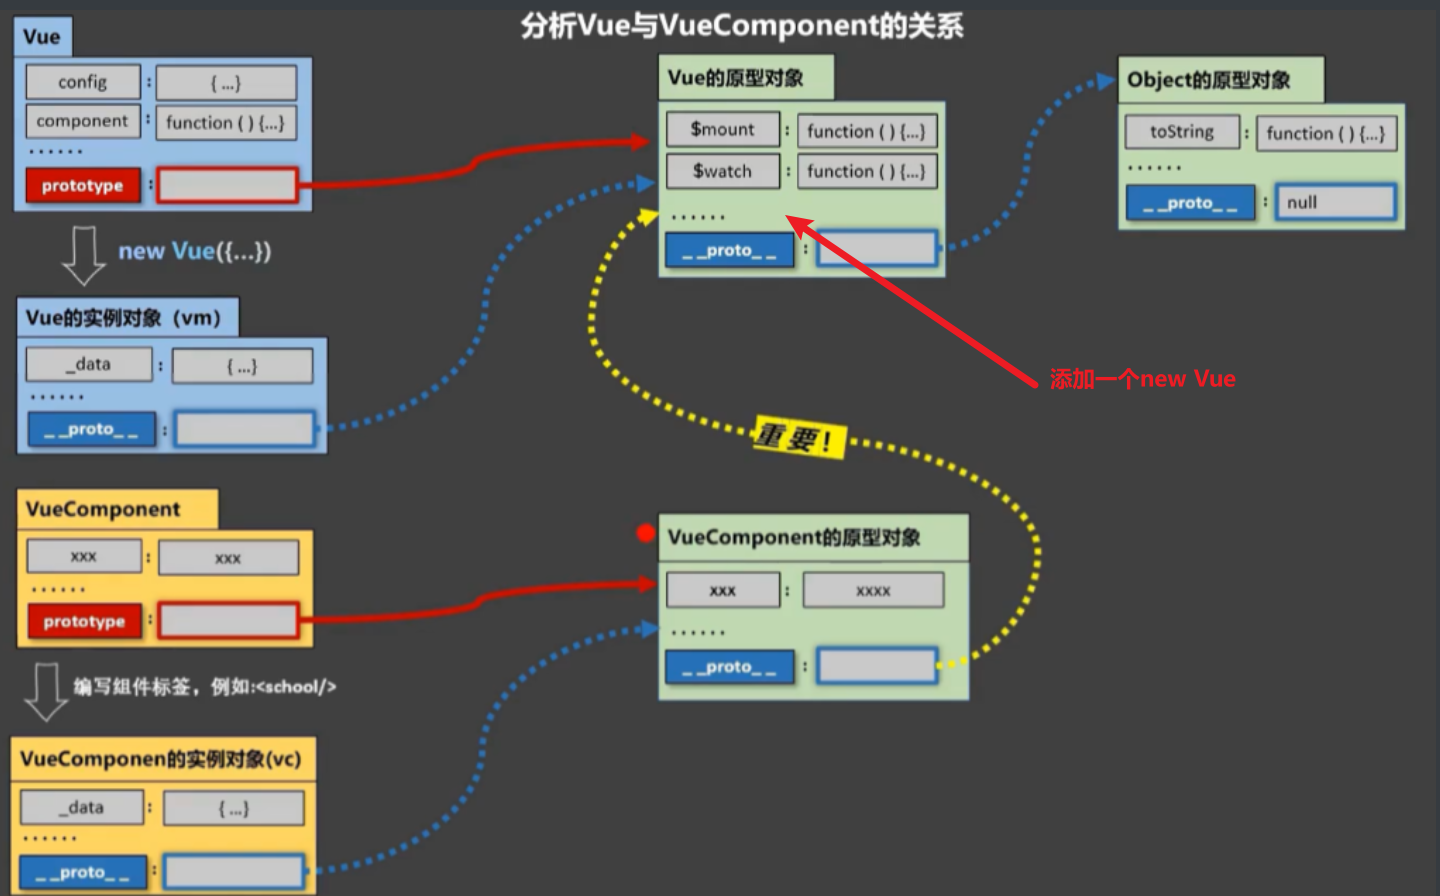 分析Vue与VueComponent的关系
Vue
config : { ...}
component : function ( ) {...}
......
prototype :
new Vue({...})
Vue的实例对象（vm）
_data : { ...}
......
__proto__ :
VueComponent
xxx : xxx
......
prototype :
编写组件标签，例如:<school/>
VueComponen的实例对象(vc)
_data : { ...}
......
__proto__ :
Vue的原型对象
$mount : function ( ) {...}
$watch : function ( ) {...}
......
__proto__ :
Object的原型对象
toString : function ( ) {...}
......
__proto__ : null
添加一个new Vue
重要!
VueComponent的原型对象
xxx : xxxx
......
__proto__ :